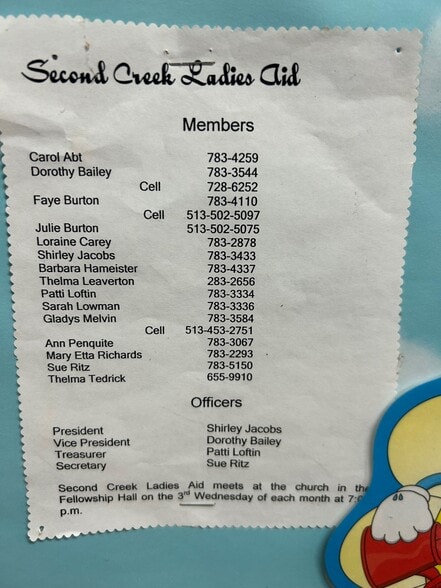 Second Creek Ladies Aid
Members
Carol Abt 783-4259
Dorothy Bailey 783-3544
Cell 728-6252
Faye Burton 783-4110
Cell 513-502-5097
Julie Burton 513-502-5075
Loraine Carey 783-2878
Shirley Jacobs 783-3433
Barbara Hameister 783-4337
Thelma Leaverton 283-2656
Patti Loftin 783-3334
Sarah Lowman 783-3336
Gladys Melvin 783-3584
Cell 513-453-2751
Ann Penquite 783-3067
Mary Etta Richards 783-2293
Sue Ritz 783-5150
Thelma Tedrick 655-9910
Officers
President Shirley Jacobs
Vice President Dorothy Bailey
Treasurer Patti Loftin
Secretary Sue Ritz
Second Creek Ladies Aid meets at the church in the
Fellowship Hall on the 3rd Wednesday of each month at
p.m.